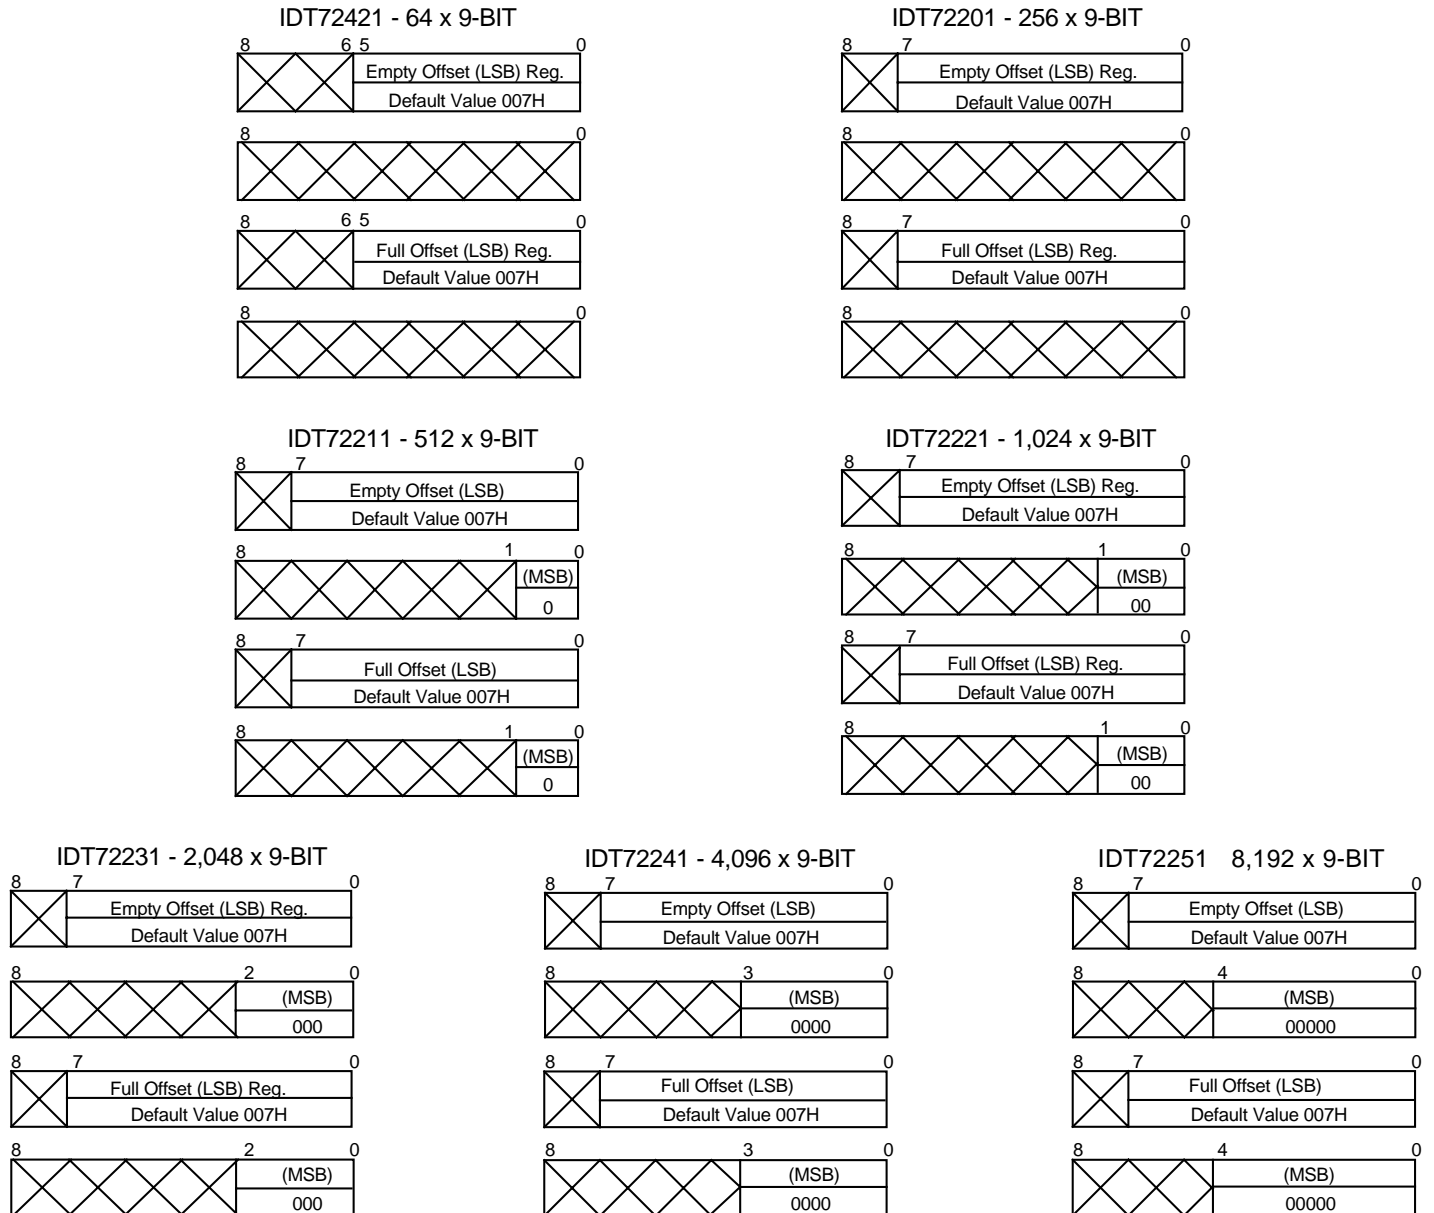 IDT72421 - 64 x 9-BIT
8 6 5 0
Empty Offset (LSB) Reg.
Default Value 007H
8 0
8 6 5 0
Full Offset (LSB) Reg.
Default Value 007H
8 0
IDT72201 - 256 x 9-BIT
8 7 0
Empty Offset (LSB) Reg.
Default Value 007H
8 0
8 7 0
Full Offset (LSB) Reg.
Default Value 007H
8 0
IDT72211 - 512 x 9-BIT
8 7 0
Empty Offset (LSB)
Default Value 007H
8 1 0
(MSB)
0
8 7 0
Full Offset (LSB)
Default Value 007H
8 1 0
(MSB)
0
IDT72221 - 1,024 x 9-BIT
8 7 0
Empty Offset (LSB) Reg.
Default Value 007H
8 1 0
(MSB)
00
8 7 0
Full Offset (LSB) Reg.
Default Value 007H
8 1 0
(MSB)
00
IDT72231 - 2,048 x 9-BIT
8 7 0
Empty Offset (LSB) Reg.
Default Value 007H
8 2 0
(MSB)
000
8 7 0
Full Offset (LSB) Reg.
Default Value 007H
8 2 0
(MSB)
000
IDT72241 - 4,096 x 9-BIT
8 7 0
Empty Offset (LSB)
Default Value 007H
8 3 0
(MSB)
0000
8 7 0
Full Offset (LSB)
Default Value 007H
8 3 0
(MSB)
0000
IDT72251 8,192 x 9-BIT
8 7 0
Empty Offset (LSB)
Default Value 007H
8 4 0
(MSB)
00000
8 7 0
Full Offset (LSB)
Default Value 007H
8 4 0
(MSB)
00000